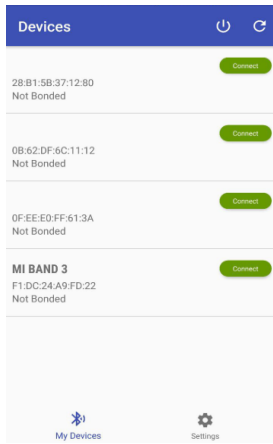 Devices
Connect
28:B1:5B:37:12:80
Not Bonded
Connect
0B:62:DF:6C:11:12
Not Bonded
Connect
0F:EE:E0:FF:61:3A
Not Bonded
MI BAND 3
Connect
F1:DC:24:A9:FD:22
Not Bonded
My Devices
Settings